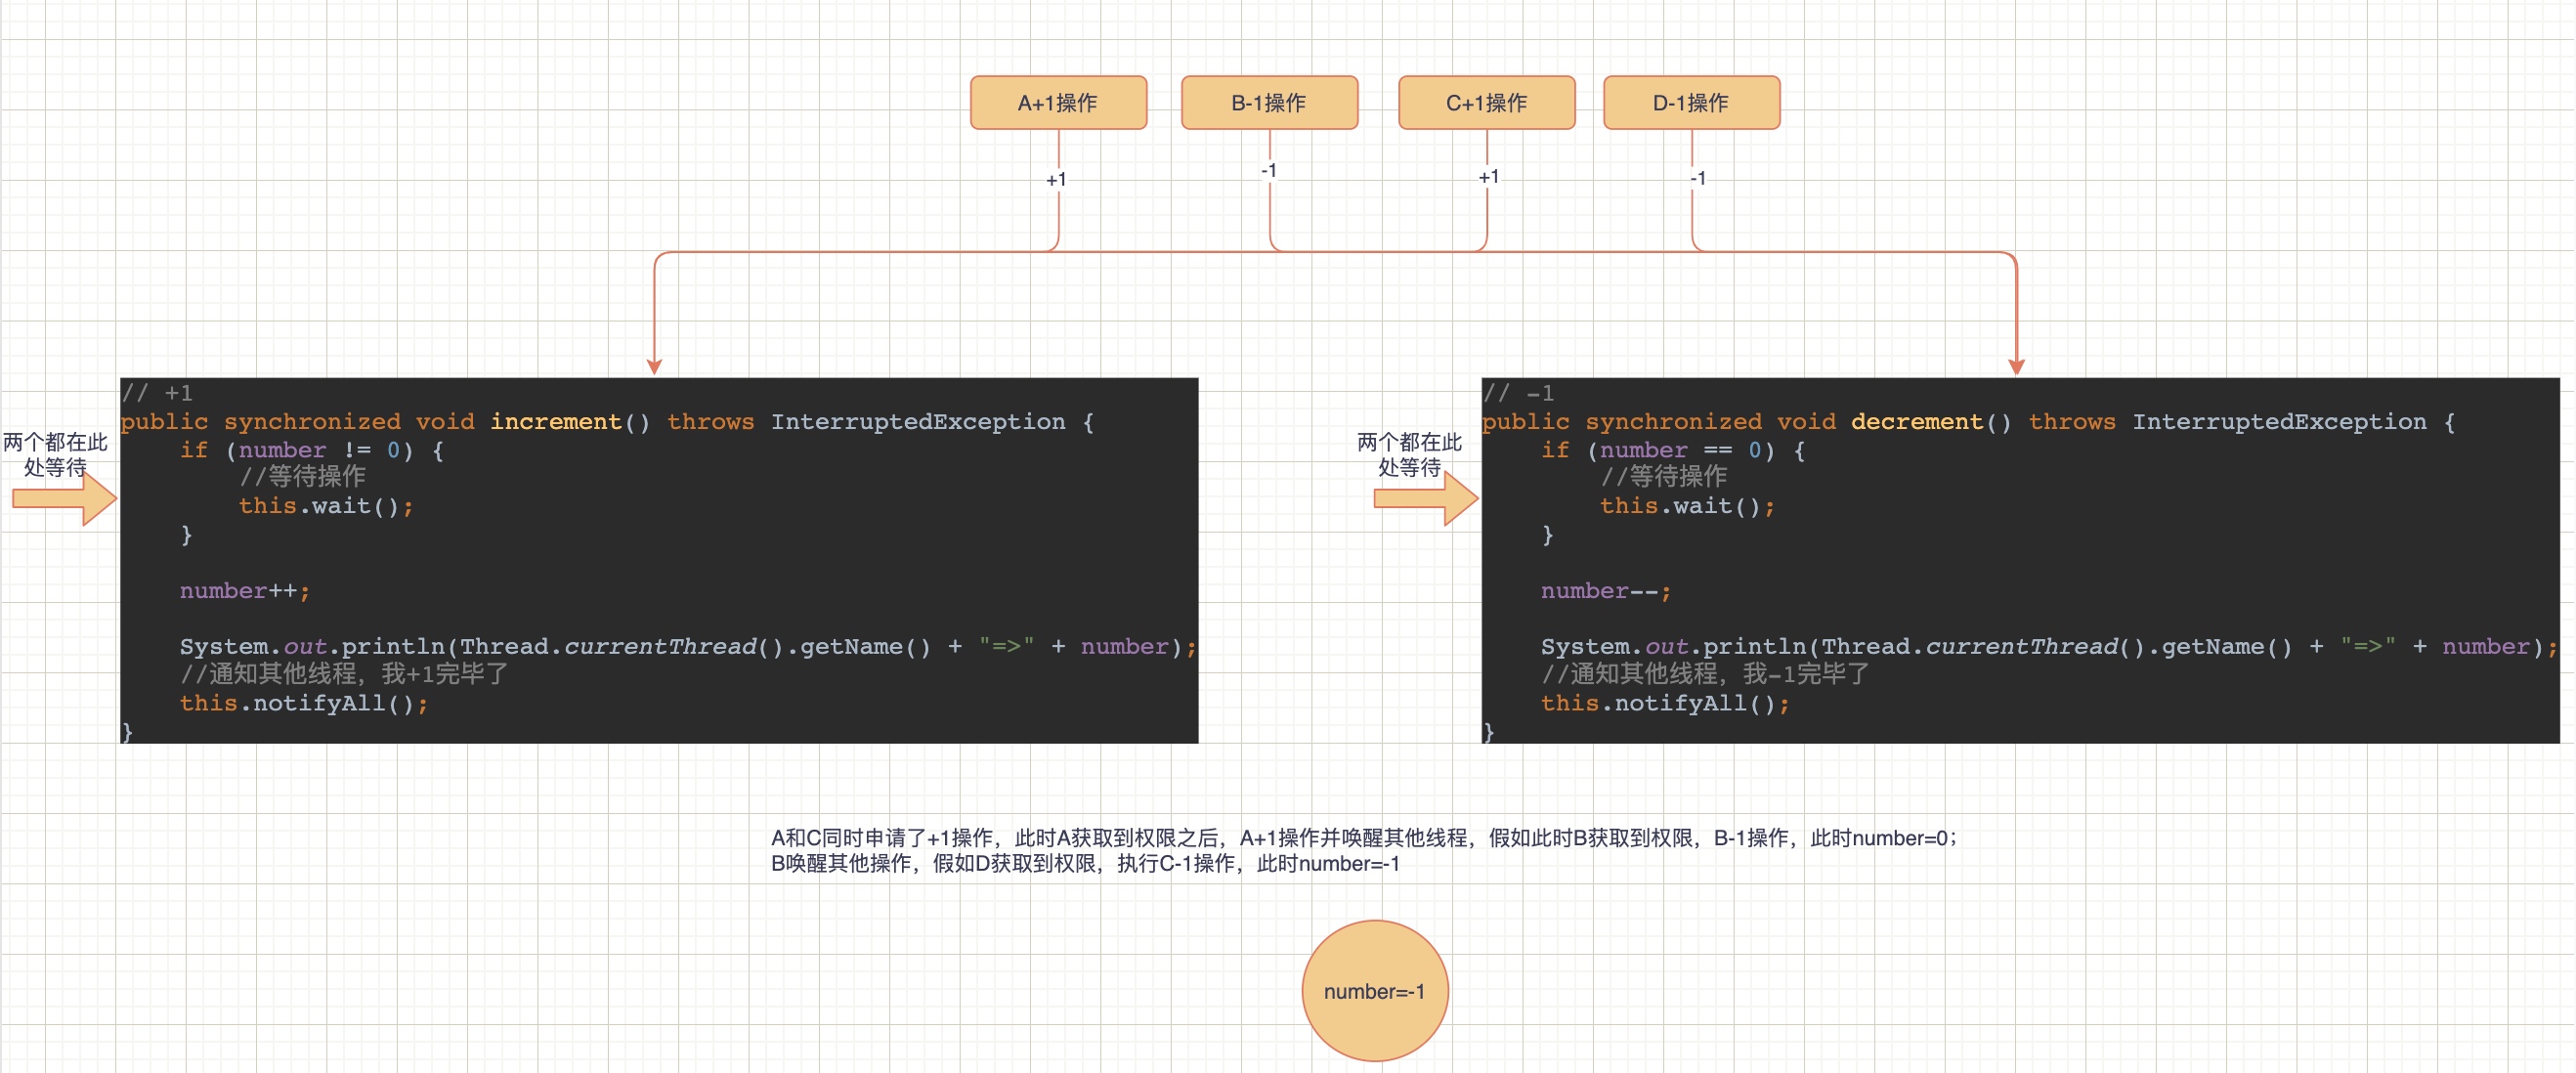 A+1操作
B-1操作
C+1操作
D-1操作
+1
-1
+1
-1
两个都在此
处等待
// +1
public synchronized void increment() throws InterruptedException {
    if (number != 0) {
        //等待操作
        this.wait();
    }
    number++;
    System.out.println(Thread.currentThread().getName() + "=>" + number);
    //通知其他线程，我+1完毕了
    this.notifyAll();
}
两个都在此
处等待
// -1
public synchronized void decrement() throws InterruptedException {
    if (number == 0) {
        //等待操作
        this.wait();
    }
    number--;
    System.out.println(Thread.currentThread().getName() + "=>" + number);
    //通知其他线程，我-1完毕了
    this.notifyAll();
}
A和C同时申请了+1操作，此时A获取到权限之后，A+1操作并唤醒其他线程，假如此时B获取到权限，B-1操作，此时number=0；
B唤醒其他操作，假如D获取到权限，执行C-1操作，此时number=-1
number=-1